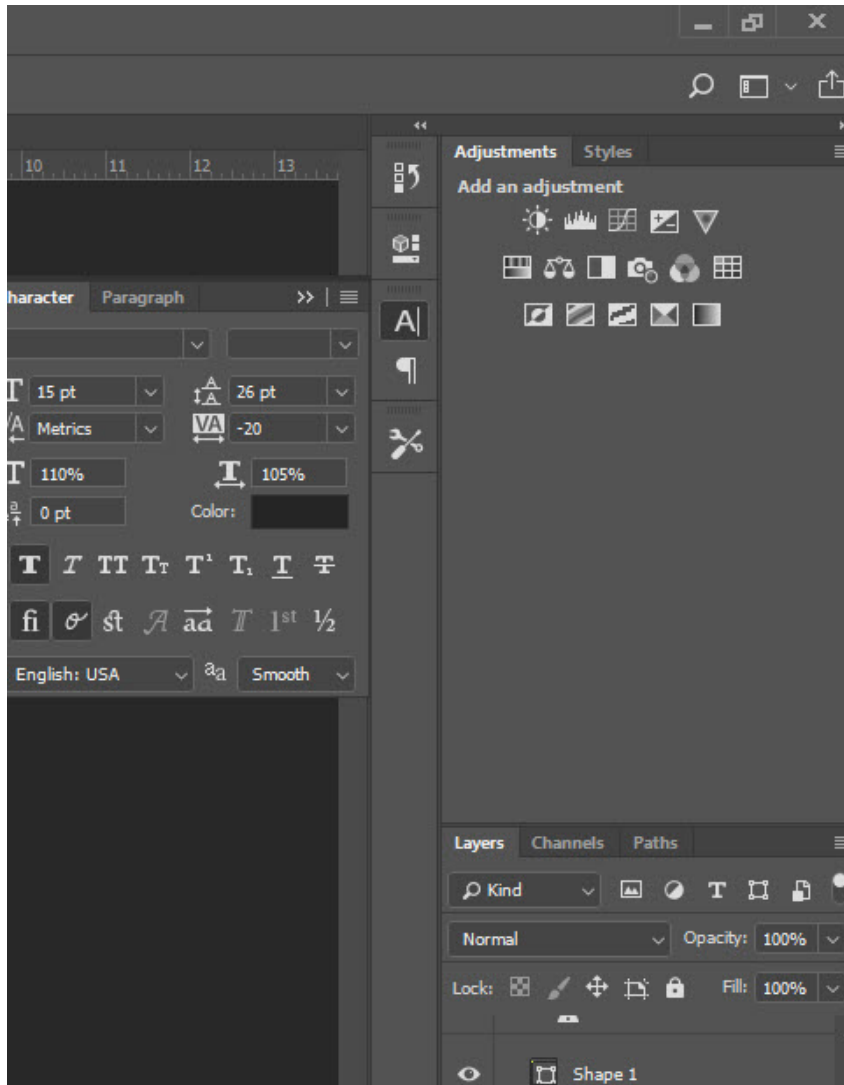 10 11 12 13
Adjustments Styles
Add an adjustment
haracter Paragraph
15 pt 26 pt
Metrics VA -20
110% 105%
0 pt Color:
T T TT Tᴛ T¹ T₁ T T
fi st A aa T 1st ½
English: USA aa Smooth
Layers Channels Paths
Kind
Normal Opacity: 100%
Lock: Fill: 100%
Shape 1